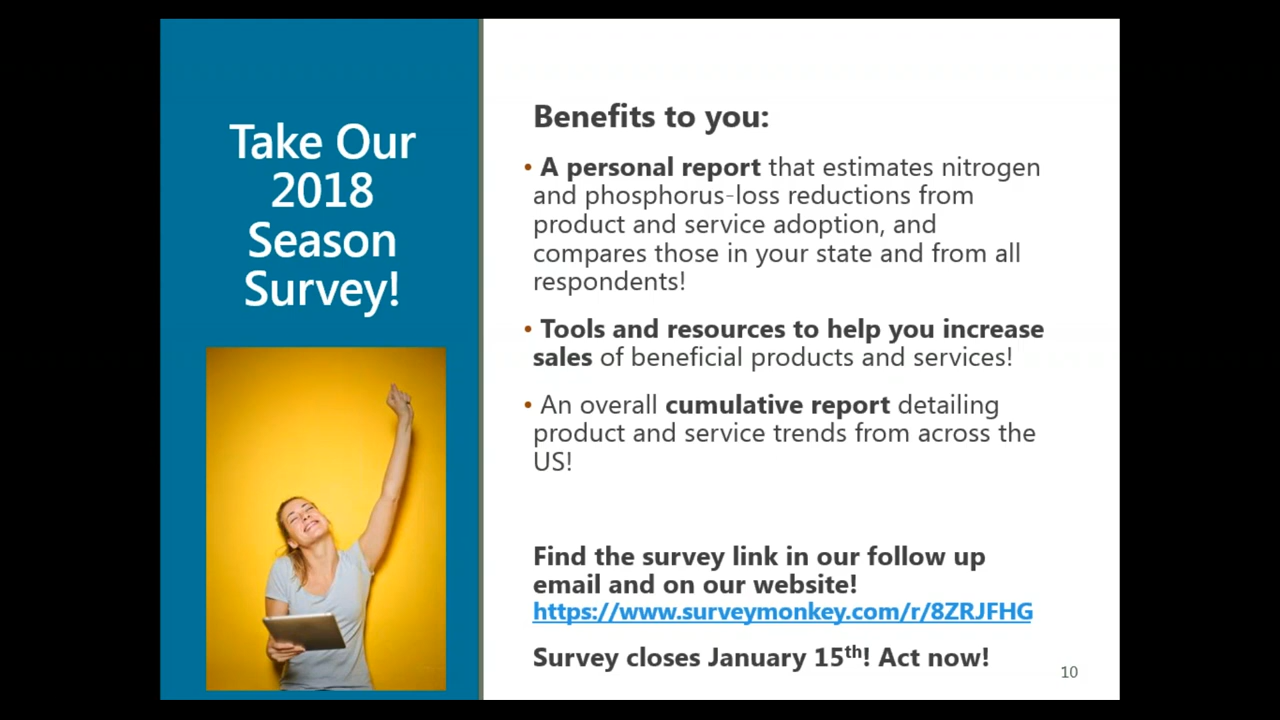 Take Our
2018
Season
Survey!
Benefits to you:
• A personal report that estimates nitrogen
and phosphorus-loss reductions from
product and service adoption, and
compares those in your state and from all
respondents!
• Tools and resources to help you increase
sales of beneficial products and services!
• An overall cumulative report detailing
product and service trends from across the
US!
Find the survey link in our follow up
email and on our website!
https://www.surveymonkey.com/r/8ZRJFHG
Survey closes January 15th! Act now!
10